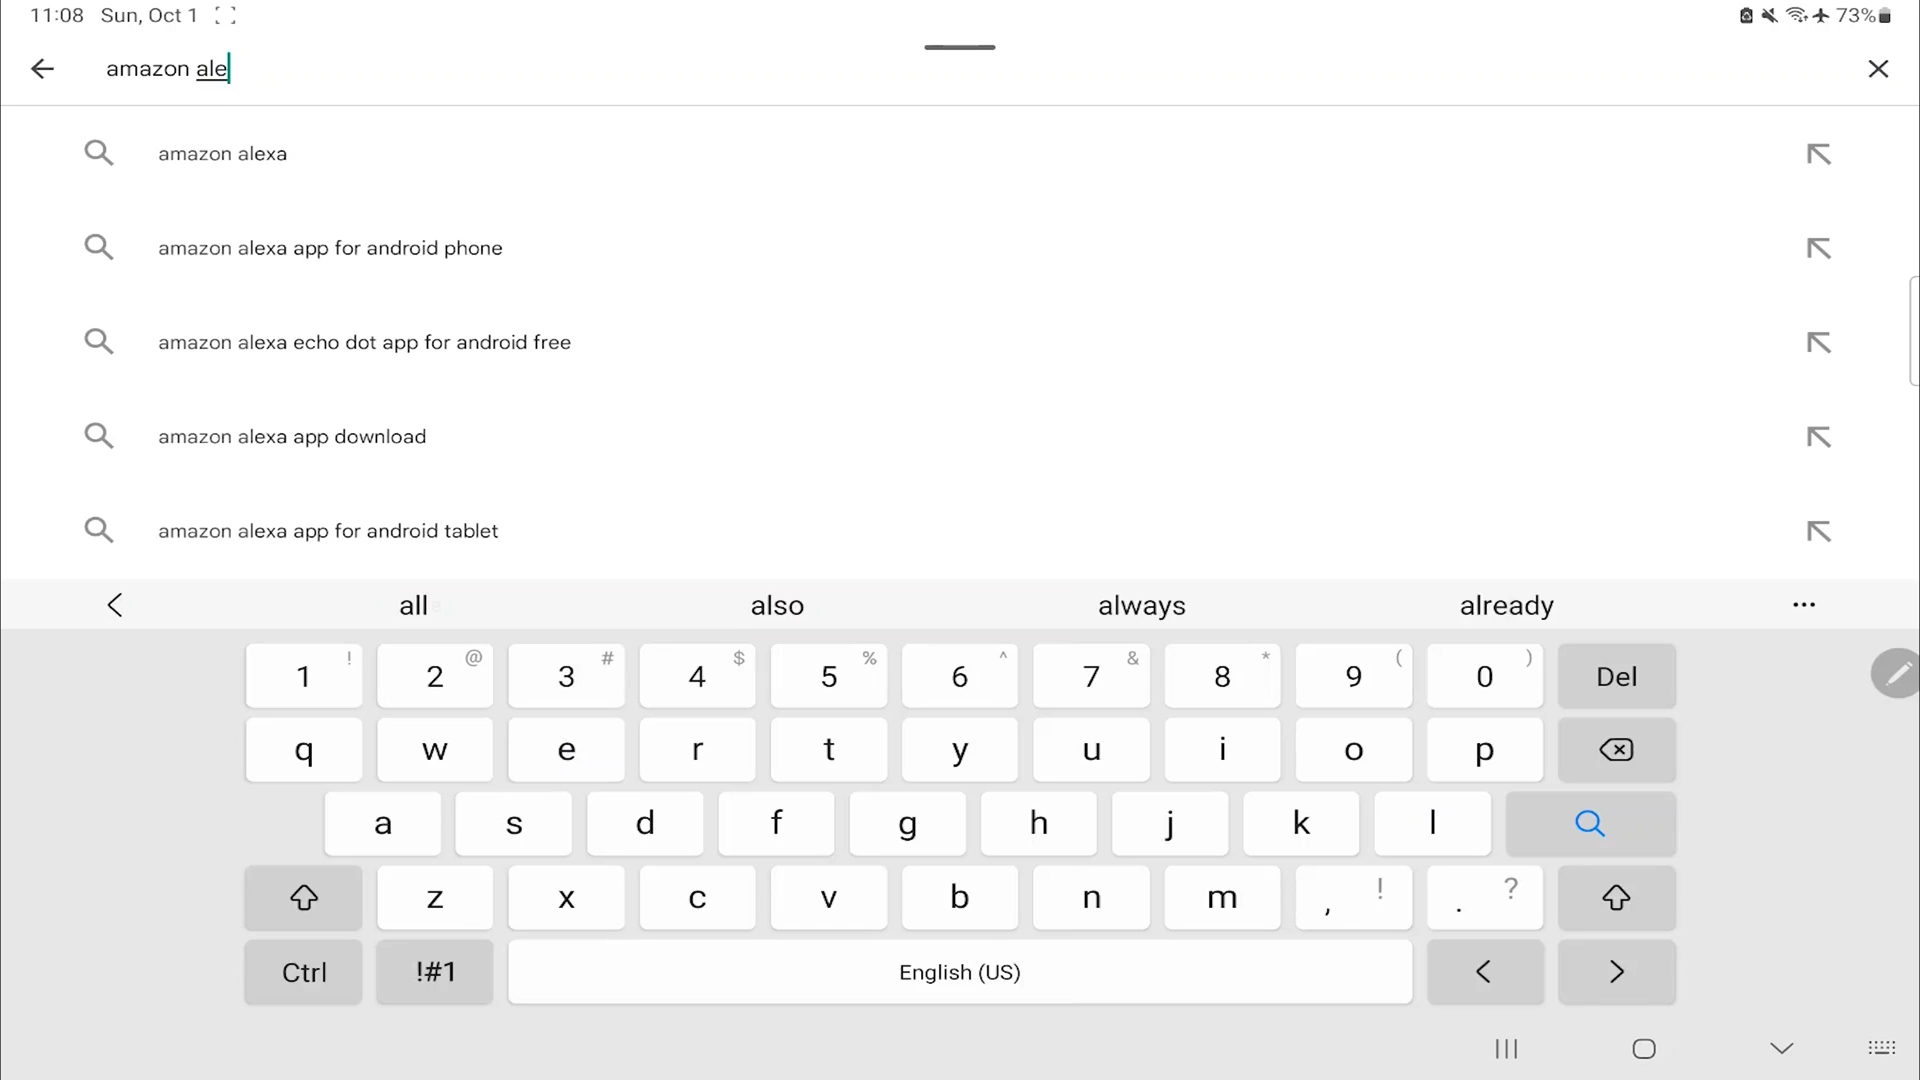 11:08 Sun, Oct 1 73%
amazon ale
amazon alexa
amazon alexa app for android phone
amazon alexa echo dot app for android free
amazon alexa app download
amazon alexa app for android tablet
all also always already ...
1 ! 2 @ 3 # 4 $ 5 % 6 ^ 7 & 8 * 9 ( 0 ) Del
q w e r t y u i o p
a s d f g h j k l
z x c v b n m , ! . ?
Ctrl !#1 English (US) < >